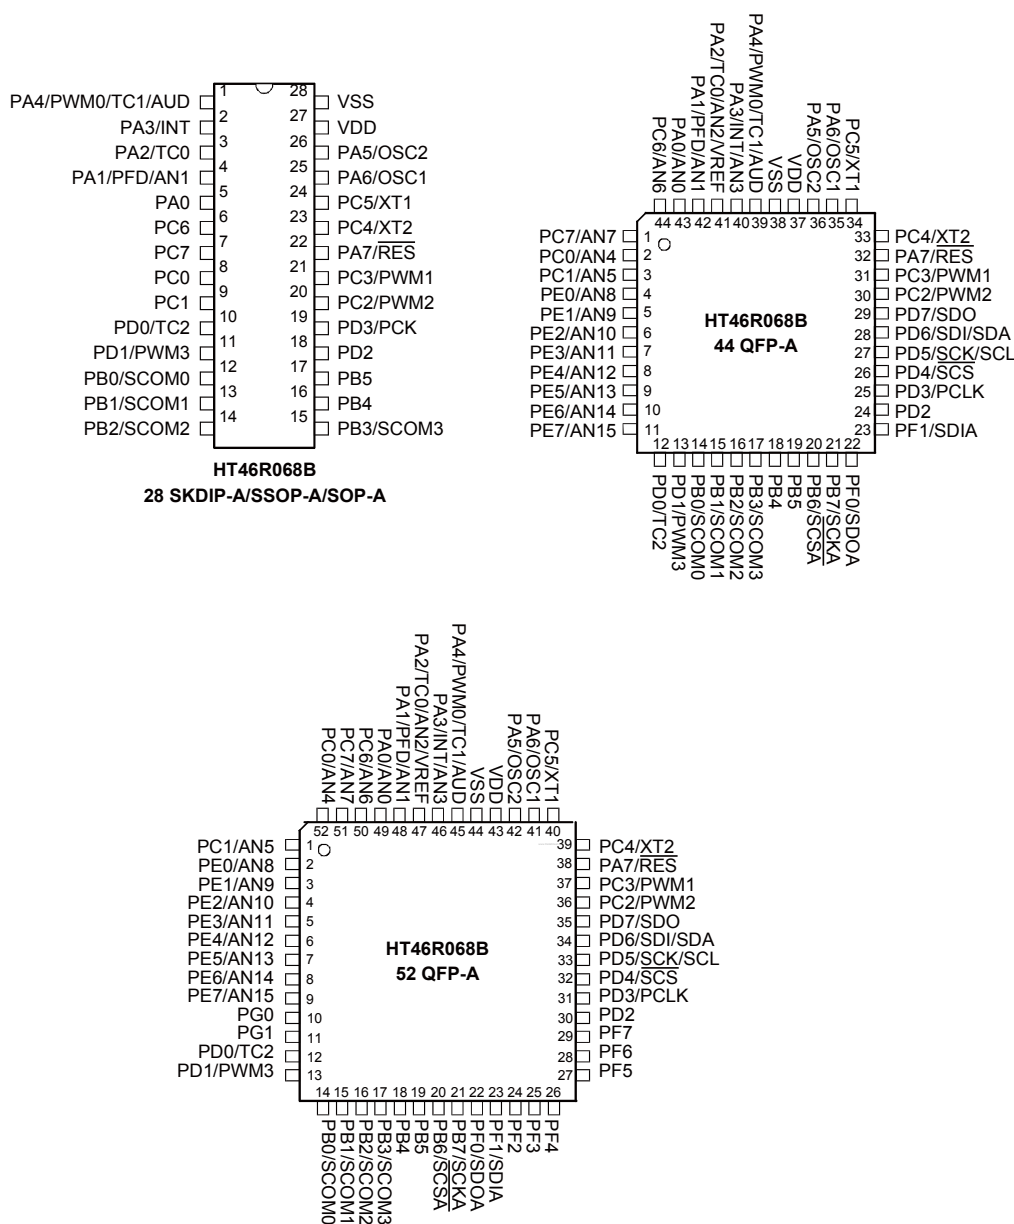 PA4/PWM0/TC1/AUD
PA3/INT
PA2/TC0
PA1/PFD/AN1
PA0
PC6
PC7
PC0
PC1
PD0/TC2
PD1/PWM3
PB0/SCOM0
PB1/SCOM1
PB2/SCOM2
1
2
3
4
5
6
7
8
9
10
11
12
13
14
28
27
26
25
24
23
22
21
20
19
18
17
16
15
VSS
VDD
PA5/OSC2
PA6/OSC1
PC5/XT1
PC4/XT2
PA7/RES
PC3/PWM1
PC2/PWM2
PD3/PCK
PD2
PB5
PB4
PB3/SCOM3
HT46R068B
28 SKDIP-A/SSOP-A/SOP-A
PC6/AN6
PA0/AN0
PA1/PFD/AN1
PA2/TC0/AN2/VREF
PA3/INT/AN3
PA4/PWM0/TC1/AUD
VSS
VDD
PA5/OSC2
PA6/OSC1
PC5/XT1
44
43
42
41
40
39
38
37
36
35
34
PC7/AN7
PC0/AN4
PC1/AN5
PE0/AN8
PE1/AN9
PE2/AN10
PE3/AN11
PE4/AN12
PE5/AN13
PE6/AN14
PE7/AN15
1
2
3
4
5
6
7
8
9
10
11
HT46R068B
44 QFP-A
33
32
31
30
29
28
27
26
25
24
23
PC4/XT2
PA7/RES
PC3/PWM1
PC2/PWM2
PD7/SDO
PD6/SDI/SDA
PD5/SCK/SCL
PD4/SCS
PD3/PCLK
PD2
PF1/SDIA
12
13
14
15
16
17
18
19
20
21
22
PD0/TC2
PD1/PWM3
PB0/SCOM0
PB1/SCOM1
PB2/SCOM2
PB3/SCOM3
PB4
PB5
PB6/SCSA
PB7/SCKA
PF0/SDOA
PC0/AN4
PC7/AN7
PC6/AN6
PA0/AN0
PA1/PFD/AN1
PA2/TC0/AN2/VREF
PA3/INT/AN3
PA4/PWM0/TC1/AUD
VSS
VDD
PA5/OSC2
PA6/OSC1
PC5/XT1
52
51
50
49
48
47
46
45
44
43
42
41
40
PC1/AN5
PE0/AN8
PE1/AN9
PE2/AN10
PE3/AN11
PE4/AN12
PE5/AN13
PE6/AN14
PE7/AN15
PG0
PG1
PD0/TC2
PD1/PWM3
1
2
3
4
5
6
7
8
9
10
11
12
13
HT46R068B
52 QFP-A
39
38
37
36
35
34
33
32
31
30
29
28
27
PC4/XT2
PA7/RES
PC3/PWM1
PC2/PWM2
PD7/SDO
PD6/SDI/SDA
PD5/SCK/SCL
PD4/SCS
PD3/PCLK
PD2
PF7
PF6
PF5
14
15
16
17
18
19
20
21
22
23
24
25
26
PB0/SCOM0
PB1/SCOM1
PB2/SCOM2
PB3/SCOM3
PB4
PB5
PB6/SCSA
PB7/SCKA
PF0/SDOA
PF1/SDIA
PF2
PF3
PF4